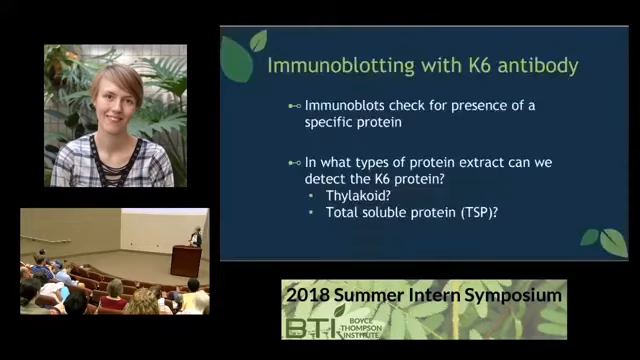 Immunoblotting with K6 antibody
Immunoblots check for presence of a
specific protein
In what types of protein extract can we
detect the K6 protein?
Thylakoid?
Total soluble protein (TSP)?
2018 Summer Intern Symposium
BTI
BOYCE
THOMPSON
INSTITUTE